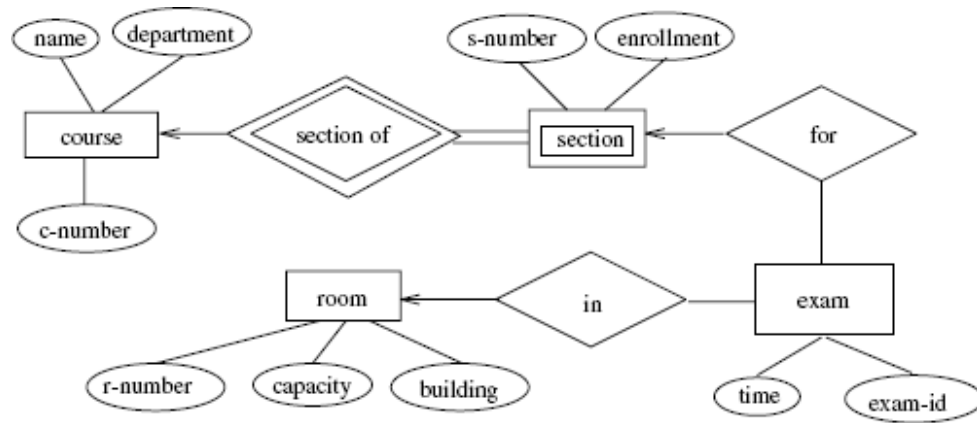 name
department
s-number
enrollment
course
section of
section
for
c-number
room
in
exam
r-number
capacity
building
time
exam-id